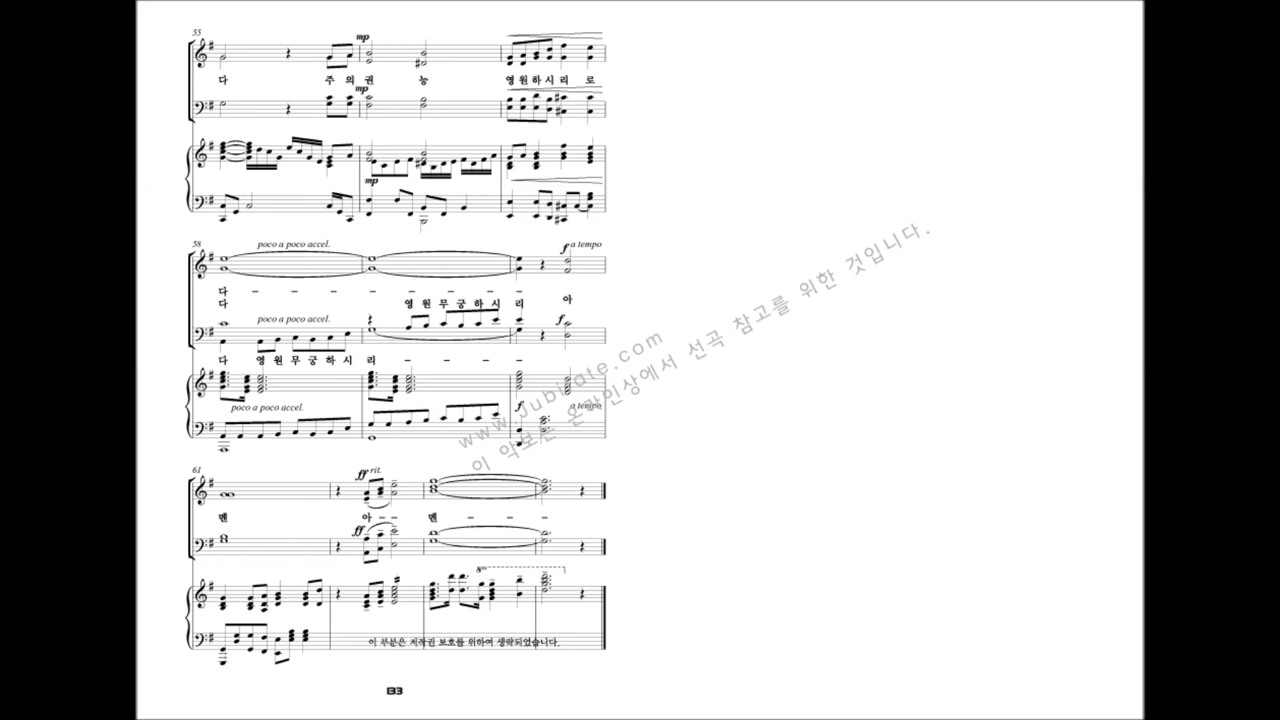 55
mp
다 주 의 권 능 영 원 하 시 리 로
mp
mp
58 poco a poco accel. f a tempo
다 - - - - - - - -
다 영 원 무 궁 하 시 리 아
poco a poco accel. f
다 영 원 무 궁 하 시 리 - - - -
poco a poco accel. f a tempo
www.Jubilate.com
이 악보는 온라인상에서 선곡 참고를 위한 것입니다.
61 ff rit.
멘 아 - - 멘 - - -
ff
8va
이 부분은 저작권 보호를 위하여 생략되었습니다.
133